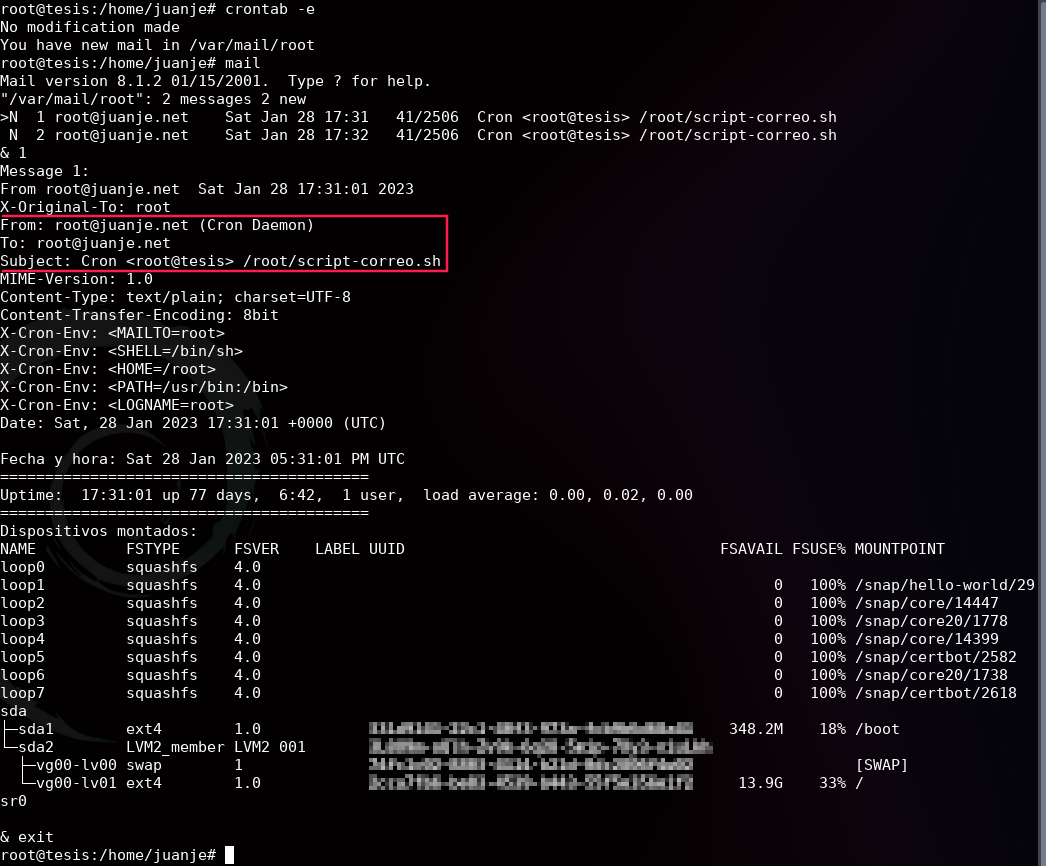 root@tesis:/home/juanje# crontab -e
No modification made
You have new mail in /var/mail/root
root@tesis:/home/juanje# mail
Mail version 8.1.2 01/15/2001.  Type ? for help.
"/var/mail/root": 2 messages 2 new
>N  1 root@juanje.net    Sat Jan 28 17:31   41/2506  Cron <root@tesis> /root/script-correo.sh
 N  2 root@juanje.net    Sat Jan 28 17:32   41/2506  Cron <root@tesis> /root/script-correo.sh
& 1
Message 1:
From root@juanje.net  Sat Jan 28 17:31:01 2023
X-Original-To: root
From: root@juanje.net (Cron Daemon)
To: root@juanje.net
Subject: Cron <root@tesis> /root/script-correo.sh
MIME-Version: 1.0
Content-Type: text/plain; charset=UTF-8
Content-Transfer-Encoding: 8bit
X-Cron-Env: <MAILTO=root>
X-Cron-Env: <SHELL=/bin/sh>
X-Cron-Env: <HOME=/root>
X-Cron-Env: <PATH=/usr/bin:/bin>
X-Cron-Env: <LOGNAME=root>
Date: Sat, 28 Jan 2023 17:31:01 +0000 (UTC)

Fecha y hora: Sat 28 Jan 2023 05:31:01 PM UTC
=========================================
Uptime:  17:31:01 up 77 days,  6:42,  1 user,  load average: 0.00, 0.02, 0.00
=========================================
Dispositivos montados:
NAME          FSTYPE      FSVER    LABEL UUID                                   FSAVAIL FSUSE% MOUNTPOINT
loop0         squashfs    4.0
loop1         squashfs    4.0                                                         0   100% /snap/hello-world/29
loop2         squashfs    4.0                                                         0   100% /snap/core/14447
loop3         squashfs    4.0                                                         0   100% /snap/core20/1778
loop4         squashfs    4.0                                                         0   100% /snap/core/14399
loop5         squashfs    4.0                                                         0   100% /snap/certbot/2582
loop6         squashfs    4.0                                                         0   100% /snap/core20/1738
loop7         squashfs    4.0                                                         0   100% /snap/certbot/2618
sda
├─sda1        ext4        1.0                                                    348.2M    18% /boot
└─sda2        LVM2_member LVM2 001
  ├─vg00-lv00 swap        1                                                                    [SWAP]
  └─vg00-lv01 ext4        1.0                                                     13.9G    33% /
sr0

& exit
root@tesis:/home/juanje#